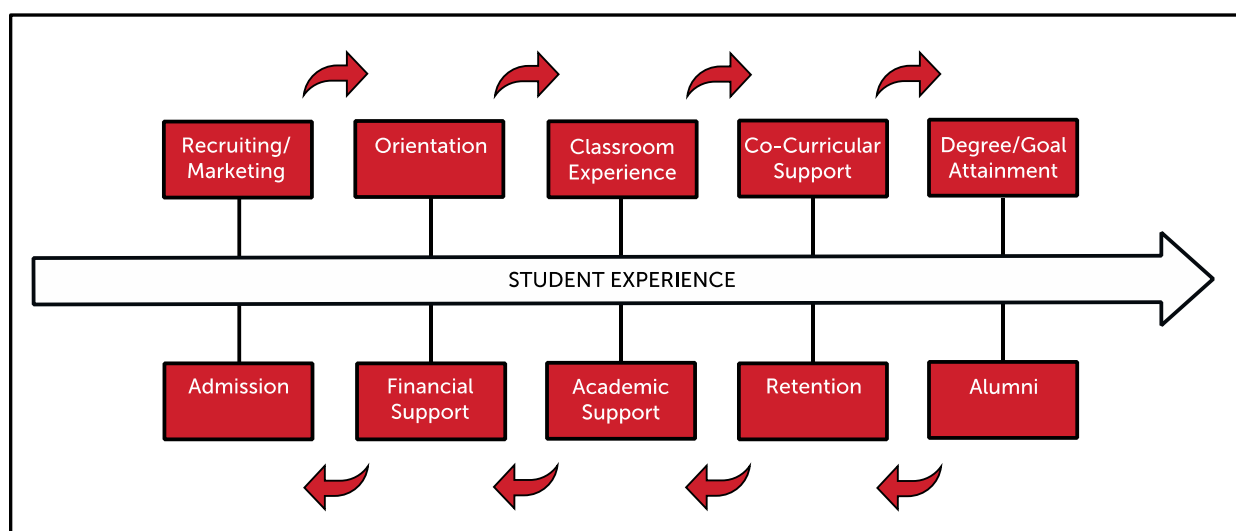 Recruiting/
Marketing
Orientation
Classroom
Experience
Co-Curricular
Support
Degree/Goal
Attainment
STUDENT EXPERIENCE
Admission
Financial
Support
Academic
Support
Retention
Alumni